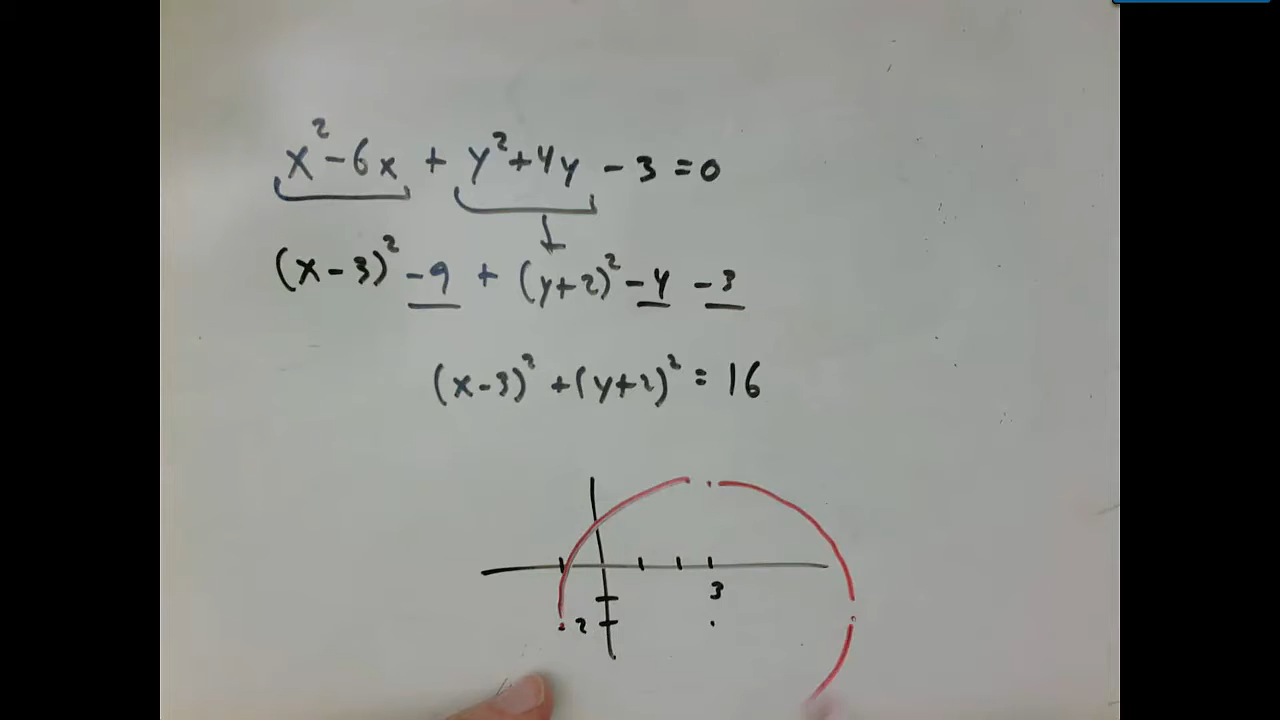 x² - 6x + y² + 4y - 3 = 0
(x - 3)² - 9 + (y + 2)² - 4 - 3
(x - 3)² + (y + 2)² = 16
3
2